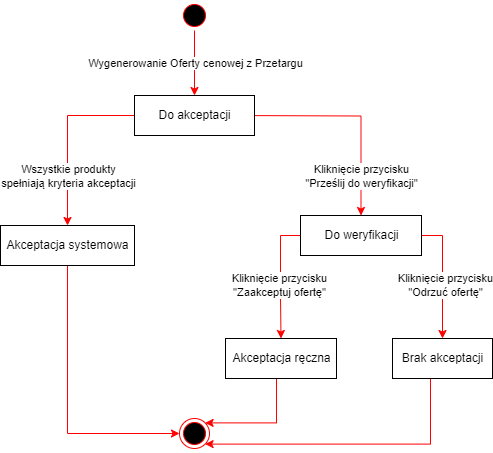 Wygenerowanie Oferty cenowej z Przetargu
Do akceptacji
Wszystkie produkty
spełniają kryteria akceptacji
Kliknięcie przycisku
"Prześlij do weryfikacji"
Akceptacja systemowa
Do weryfikacji
Kliknięcie przycisku
"Zaakceptuj ofertę"
Kliknięcie przycisku
"Odrzuć ofertę"
Akceptacja ręczna
Brak akceptacji